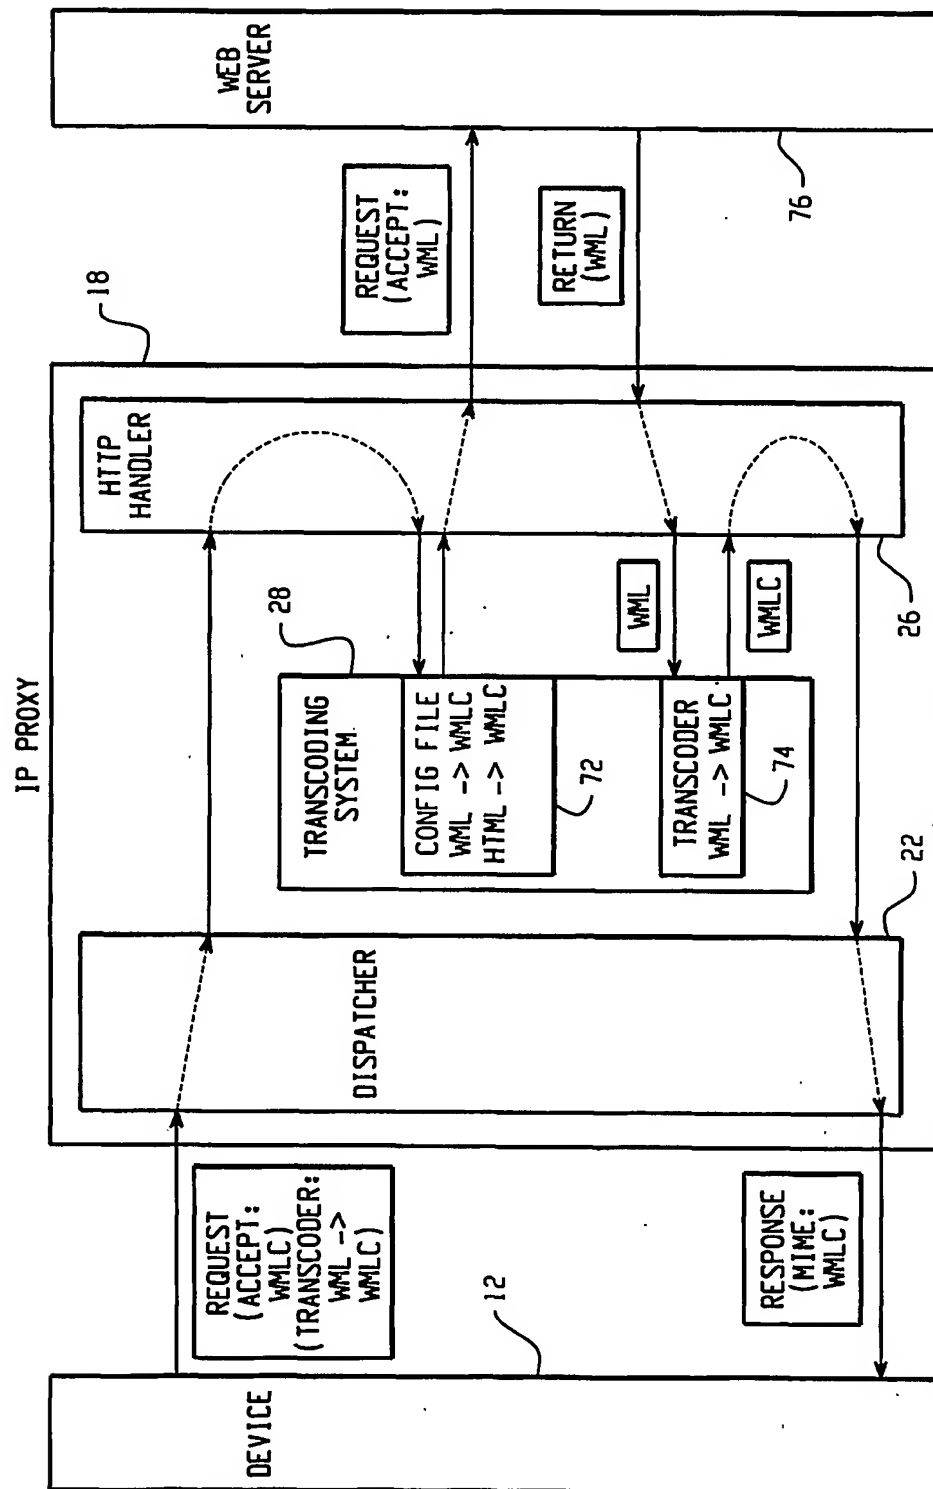 IP PROXY
DEVICE
12
REQUEST
(ACCEPT:
WMLC)
(TRANSCODER:
WML ->
WMLC)
RESPONSE
(MIME:
WMLC)
DISPATCHER
22
TRANSCODING
SYSTEM
28
CONFIG FILE
WML -> WMLC
HTML -> WMLC
72
TRANSCODER
WML -> WMLC
74
WML
WMLC
HTTP
HANDLER
26
18
REQUEST
(ACCEPT:
WML)
RETURN
(WML)
WEB
SERVER
76